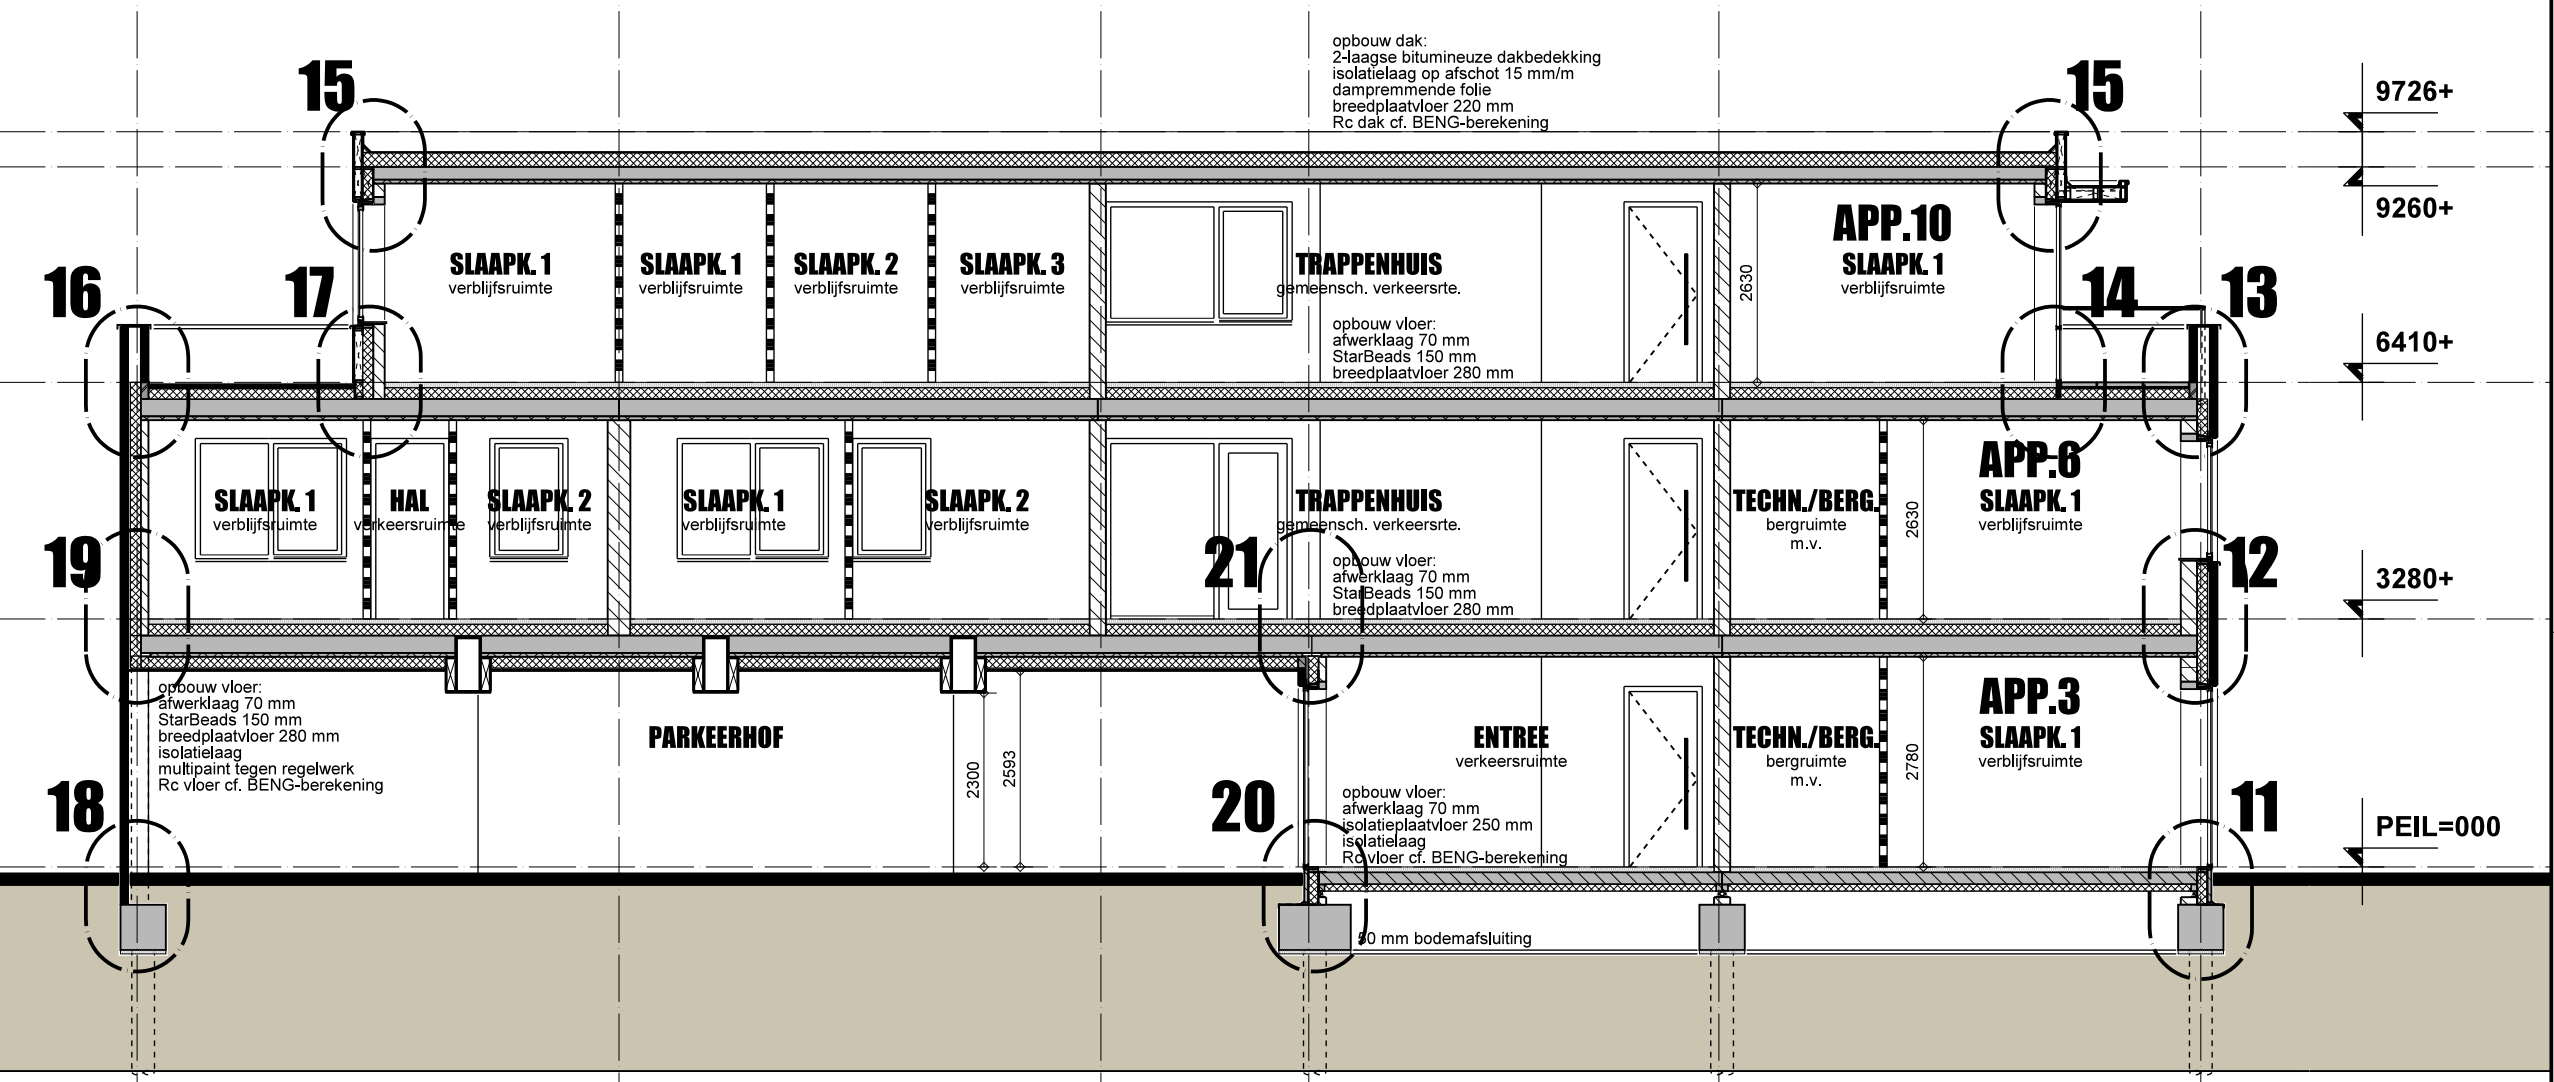 opbouw dak:
2-laagse bitumineuze dakbedekking
isolatielaag op afschot 15 mm/m
dampremmende folie
breedplaatvloer 220 mm
Rc dak cf. BENG-berekening
15
15
9726+
9260+
SLAAPK. 1
verblijfsruimte
SLAAPK. 1
verblijfsruimte
SLAAPK. 2
verblijfsruimte
SLAAPK. 3
verblijfsruimte
TRAPPENHUIS
gemeensch. verkeersrte.
2630
APP.10
SLAAPK. 1
verblijfsruimte
16
17
14
13
opbouw vloer:
afwerklaag 70 mm
StarBeads 150 mm
breedplaatvloer 280 mm
6410+
SLAAPK. 1
verblijfsruimte
HAL
verkeersruimte
SLAAPK. 2
verblijfsruimte
SLAAPK. 1
verblijfsruimte
SLAAPK. 2
verblijfsruimte
TRAPPENHUIS
gemeensch. verkeersrte.
TECHN./BERG.
bergruimte
m.v.
2630
APP.6
SLAAPK. 1
verblijfsruimte
19
21
12
opbouw vloer:
afwerklaag 70 mm
StarBeads 150 mm
breedplaatvloer 280 mm
3280+
opbouw vloer:
afwerklaag 70 mm
StarBeads 150 mm
breedplaatvloer 280 mm
isolatielaag
multipaint tegen regelwerk
Rc vloer cf. BENG-berekening
PARKEERHOF
2300
2593
ENTREE
verkeersruimte
TECHN./BERG.
bergruimte
m.v.
2780
APP.3
SLAAPK. 1
verblijfsruimte
18
20
11
opbouw vloer:
afwerklaag 70 mm
isolatieplaatvloer 250 mm
isolatielaag
Rc vloer cf. BENG-berekening
PEIL=000
50 mm bodemafsluiting